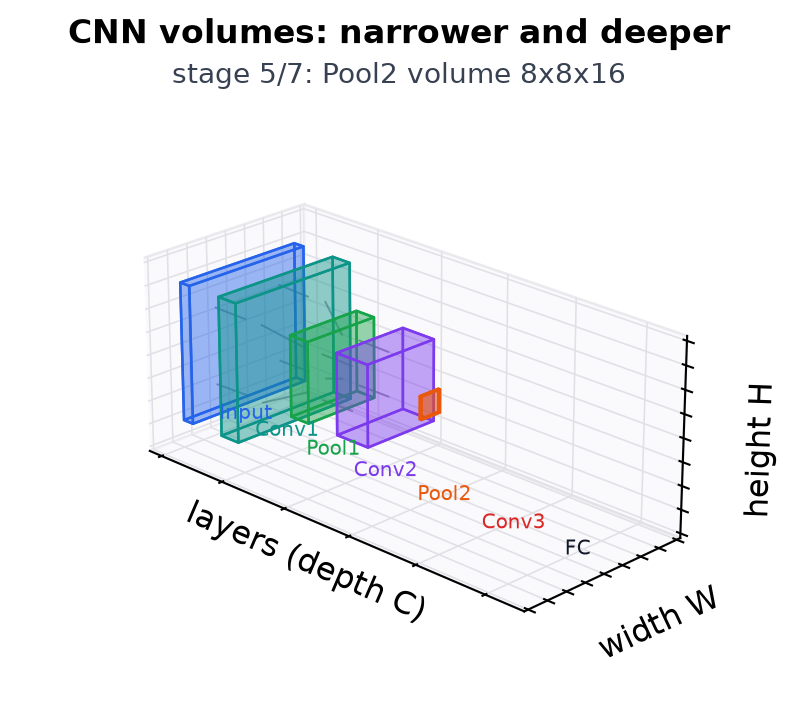 CNN volumes: narrower and deeper
stage 5/7: Pool2 volume 8x8x16
Input
Conv1
Pool1
Conv2
Pool2
Conv3
FC
layers (depth C)
width W
height H